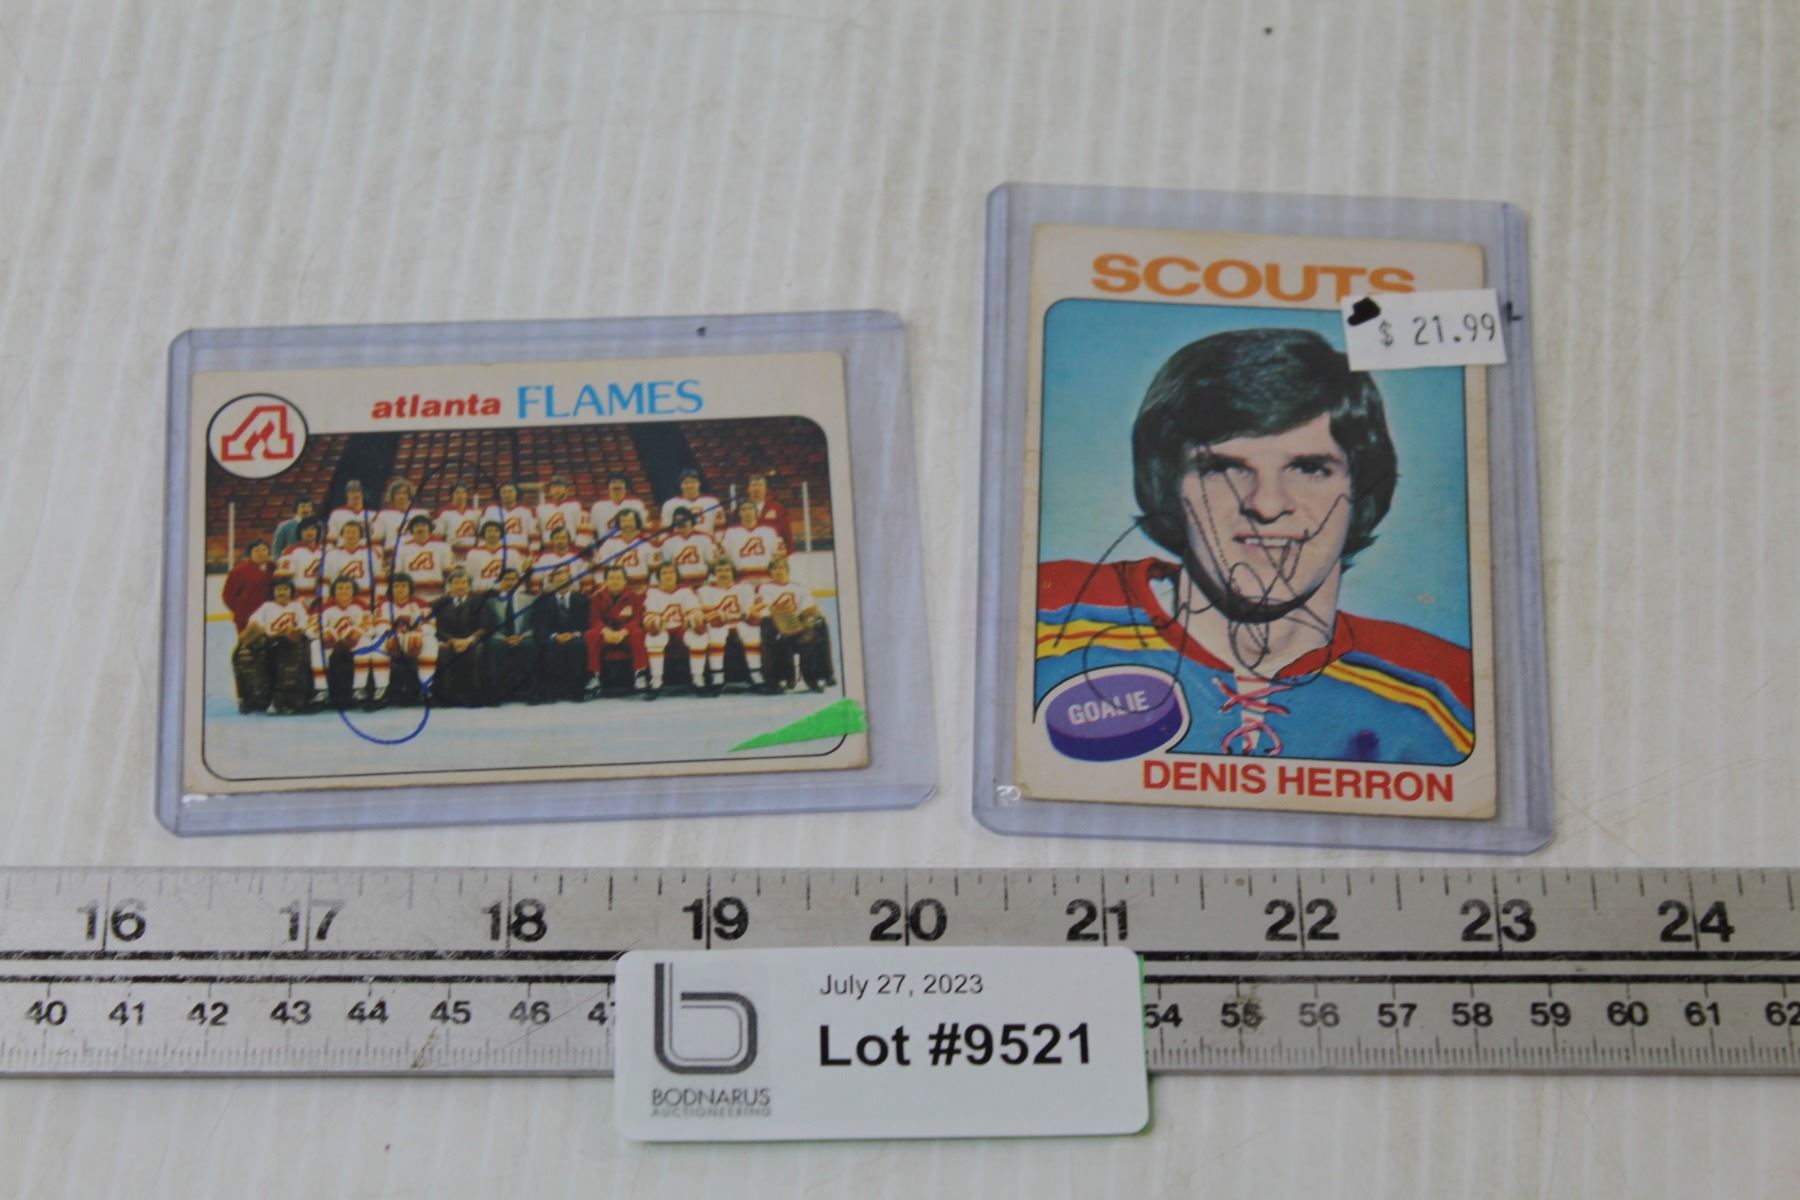 atlanta FLAMES
SCOUTS
$ 21.99
GOALIE
DENIS HERRON
16 17 18 19 20 21 22 23 24
40 41 42 43 44 45 46 54 55 56 57 58 59 60 61 62
July 27, 2023
Lot #9521
BODNARUS
AUCTIONEERING